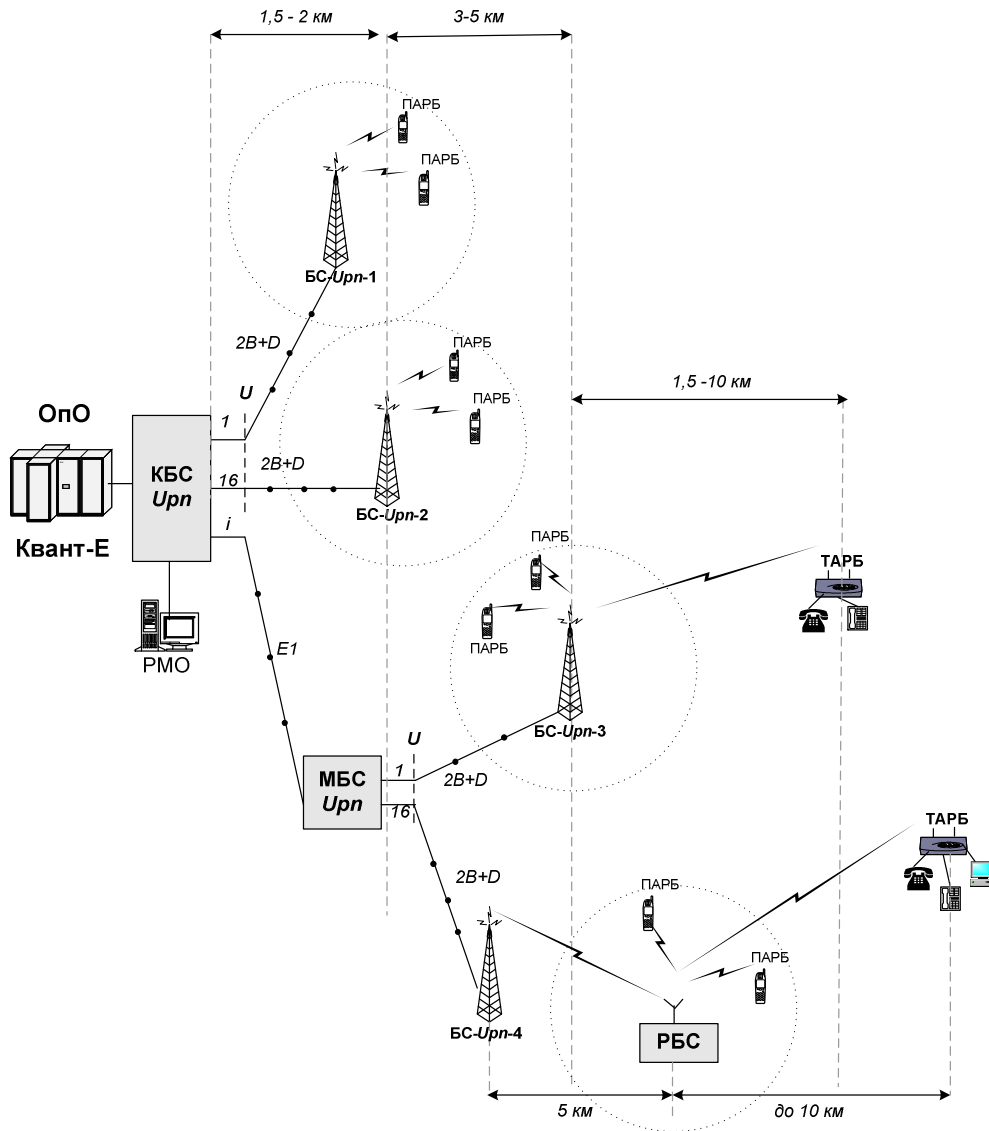 1,5 - 2 км
3-5 км
ПАРБ
ПАРБ
БС-Upn-1
2B+D
ПАРБ
ПАРБ
U
1,5 -10 км
ОпО
1
КБС
Upn
2B+D
16
БС-Upn-2
Квант-Е
i
ПАРБ
ТАРБ
ПАРБ
E1
РМО
БС-Upn-3
U
МБС
Upn
1
2B+D
16
ТАРБ
2B+D
ПАРБ
ПАРБ
БС-Upn-4
РБС
5 км
до 10 км